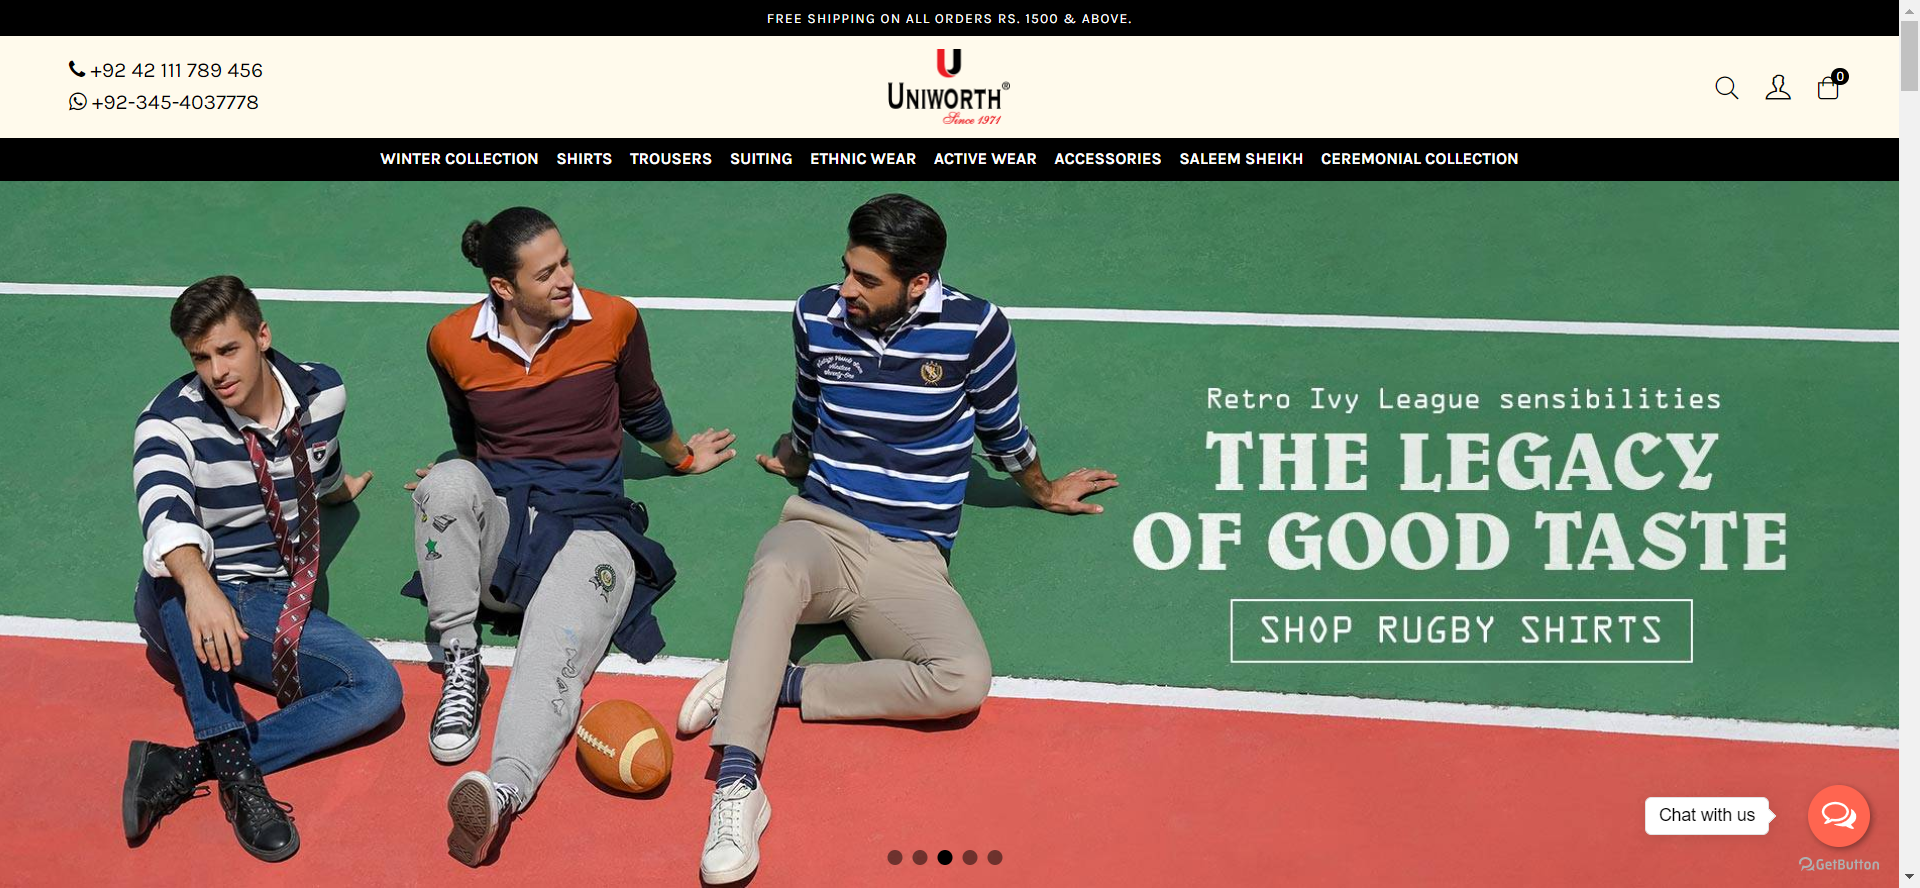 FREE SHIPPING ON ALL ORDERS RS. 1500 & ABOVE.
+92 42 111 789 456
+92-345-4037778
U
UNIWORTH®
Since 1971
0
WINTER COLLECTION SHIRTS TROUSERS SUITING ETHNIC WEAR ACTIVE WEAR ACCESSORIES SALEEM SHEIKH CEREMONIAL COLLECTION
Retro Ivy League sensibilities
THE LEGACY
OF GOOD TASTE
SHOP RUGBY SHIRTS
Chat with us
GetButton